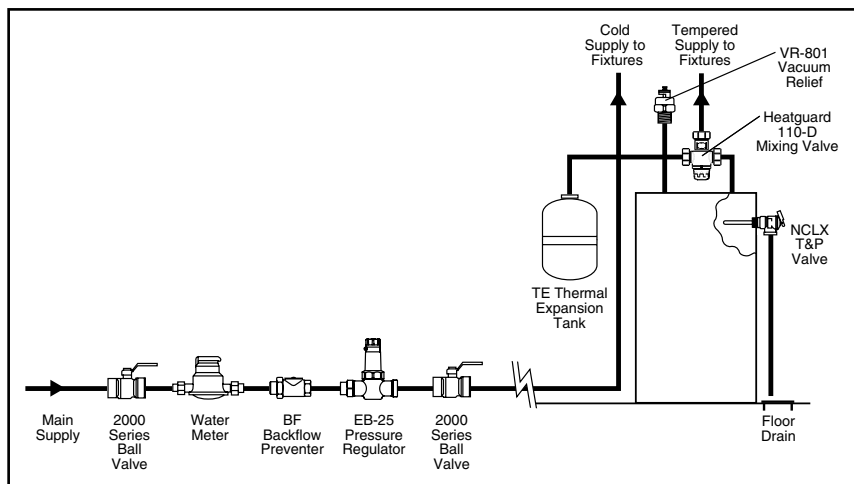 Cold
Supply to
Fixtures
Tempered
Supply to
Fixtures
VR-801
Vacuum
Relief
Heatguard
110-D
Mixing Valve
NCLX
T&P
Valve
TE Thermal
Expansion
Tank
Main
Supply
2000
Series
Ball
Valve
Water
Meter
BF
Backflow
Preventer
EB-25
Pressure
Regulator
2000
Series
Ball
Valve
Floor
Drain